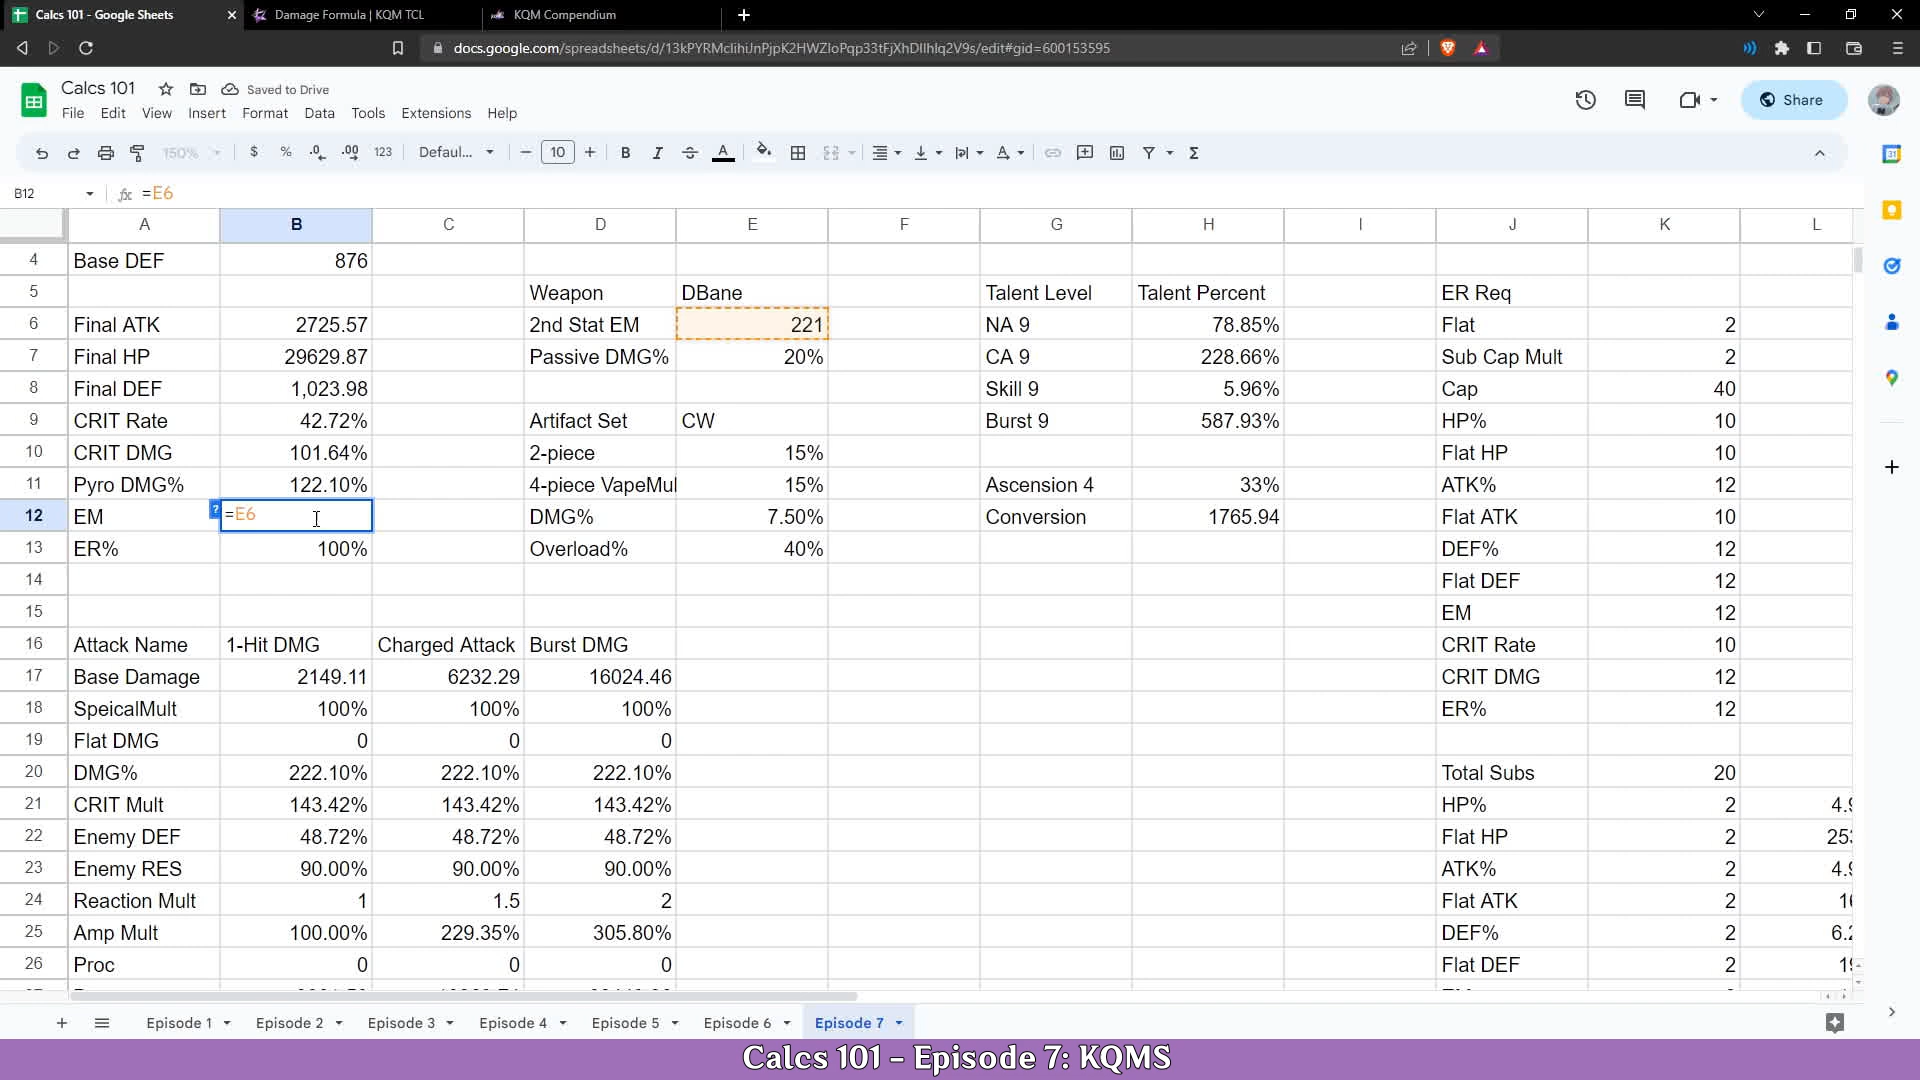 Calcs 101 - Google Sheets
Damage Formula | KQM TCL
KQM Compendium
docs.google.com/spreadsheets/d/13kPYRMcIihiJnPjpK2HWZIoPqp33tFjXhDIlhIq2V9s/edit#gid=600153595
Calcs 101
Saved to Drive
File Edit View Insert Format Data Tools Extensions Help
Share
150% $ % .0 .00 123 Defaul... 10 B I A
B12 fx =E6
A B C D E F G H I J K L
4 Base DEF 876
5 Weapon DBane Talent Level Talent Percent ER Req
6 Final ATK 2725.57 2nd Stat EM 221 NA 9 78.85% Flat 2
7 Final HP 29629.87 Passive DMG% 20% CA 9 228.66% Sub Cap Mult 2
8 Final DEF 1,023.98 Skill 9 5.96% Cap 40
9 CRIT Rate 42.72% Artifact Set CW Burst 9 587.93% HP% 10
10 CRIT DMG 101.64% 2-piece 15% Flat HP 10
11 Pyro DMG% 122.10% 4-piece VapeMul 15% Ascension 4 33% ATK% 12
12 EM ? =E6 DMG% 7.50% Conversion 1765.94 Flat ATK 10
13 ER% 100% Overload% 40% DEF% 12
14 Flat DEF 12
15 EM 12
16 Attack Name 1-Hit DMG Charged Attack Burst DMG CRIT Rate 10
17 Base Damage 2149.11 6232.29 16024.46 CRIT DMG 12
18 SpeicalMult 100% 100% 100% ER% 12
19 Flat DMG 0 0 0
20 DMG% 222.10% 222.10% 222.10% Total Subs 20
21 CRIT Mult 143.42% 143.42% 143.42% HP% 2 4.9
22 Enemy DEF 48.72% 48.72% 48.72% Flat HP 2 253
23 Enemy RES 90.00% 90.00% 90.00% ATK% 2 4.9
24 Reaction Mult 1 1.5 2 Flat ATK 2 16
25 Amp Mult 100.00% 229.35% 305.80% DEF% 2 6.2
26 Proc 0 0 0 Flat DEF 2 19
Episode 1 Episode 2 Episode 3 Episode 4 Episode 5 Episode 6 Episode 7
Calcs 101 - Episode 7: KQMS